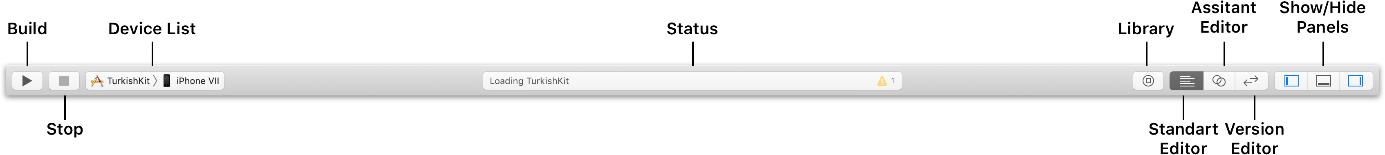 Build
Device List
Status
Library
Assitant
Editor
Show/Hide
Panels
TurkishKit
iPhone VII
Loading TurkishKit
1
Stop
Standart
Editor
Version
Editor